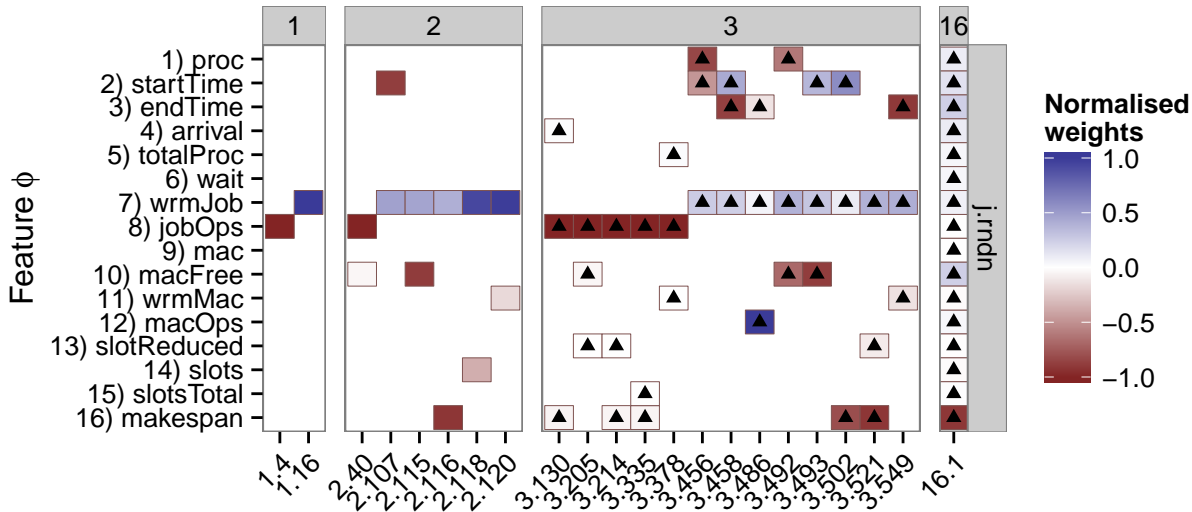 1
2
3
16
Feature ϕ
1) proc
2) startTime
3) endTime
4) arrival
5) totalProc
6) wait
7) wrmJob
8) jobOps
9) mac
10) macFree
11) wrmMac
12) macOps
13) slotReduced
14) slots
15) slotsTotal
16) makespan
j.rndn
Normalised
weights
1.0
0.5
0.0
−0.5
−1.0
1.4
1.16
2.40
2.107
2.115
2.116
2.118
2.120
3.130
3.205
3.214
3.335
3.378
3.456
3.458
3.486
3.492
3.493
3.502
3.521
3.549
16.1